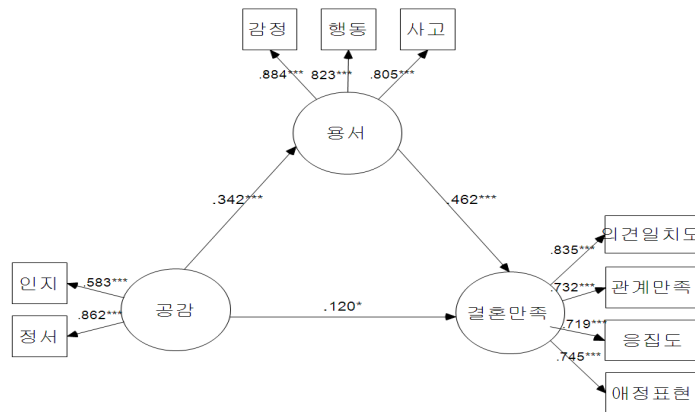 감정
행동
사고
.884***
.823***
.805***
용서
.342***
.462***
의견일치도
.835***
인지
.583***
관계만족
.732***
공감
.120*
결혼만족
정서
.862***
.719***
응집도
.745***
애정표현